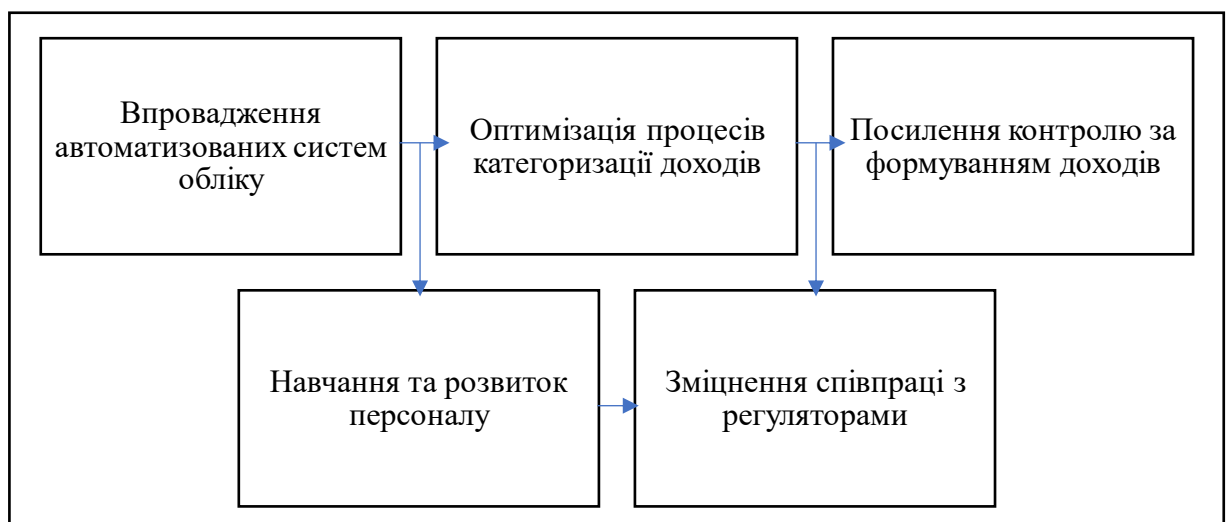 Впровадження
автоматизованих систем
обліку
Оптимізація процесів
категоризації доходів
Посилення контролю за
формуванням доходів
Навчання та розвиток
персоналу
Зміцнення співпраці з
регуляторами